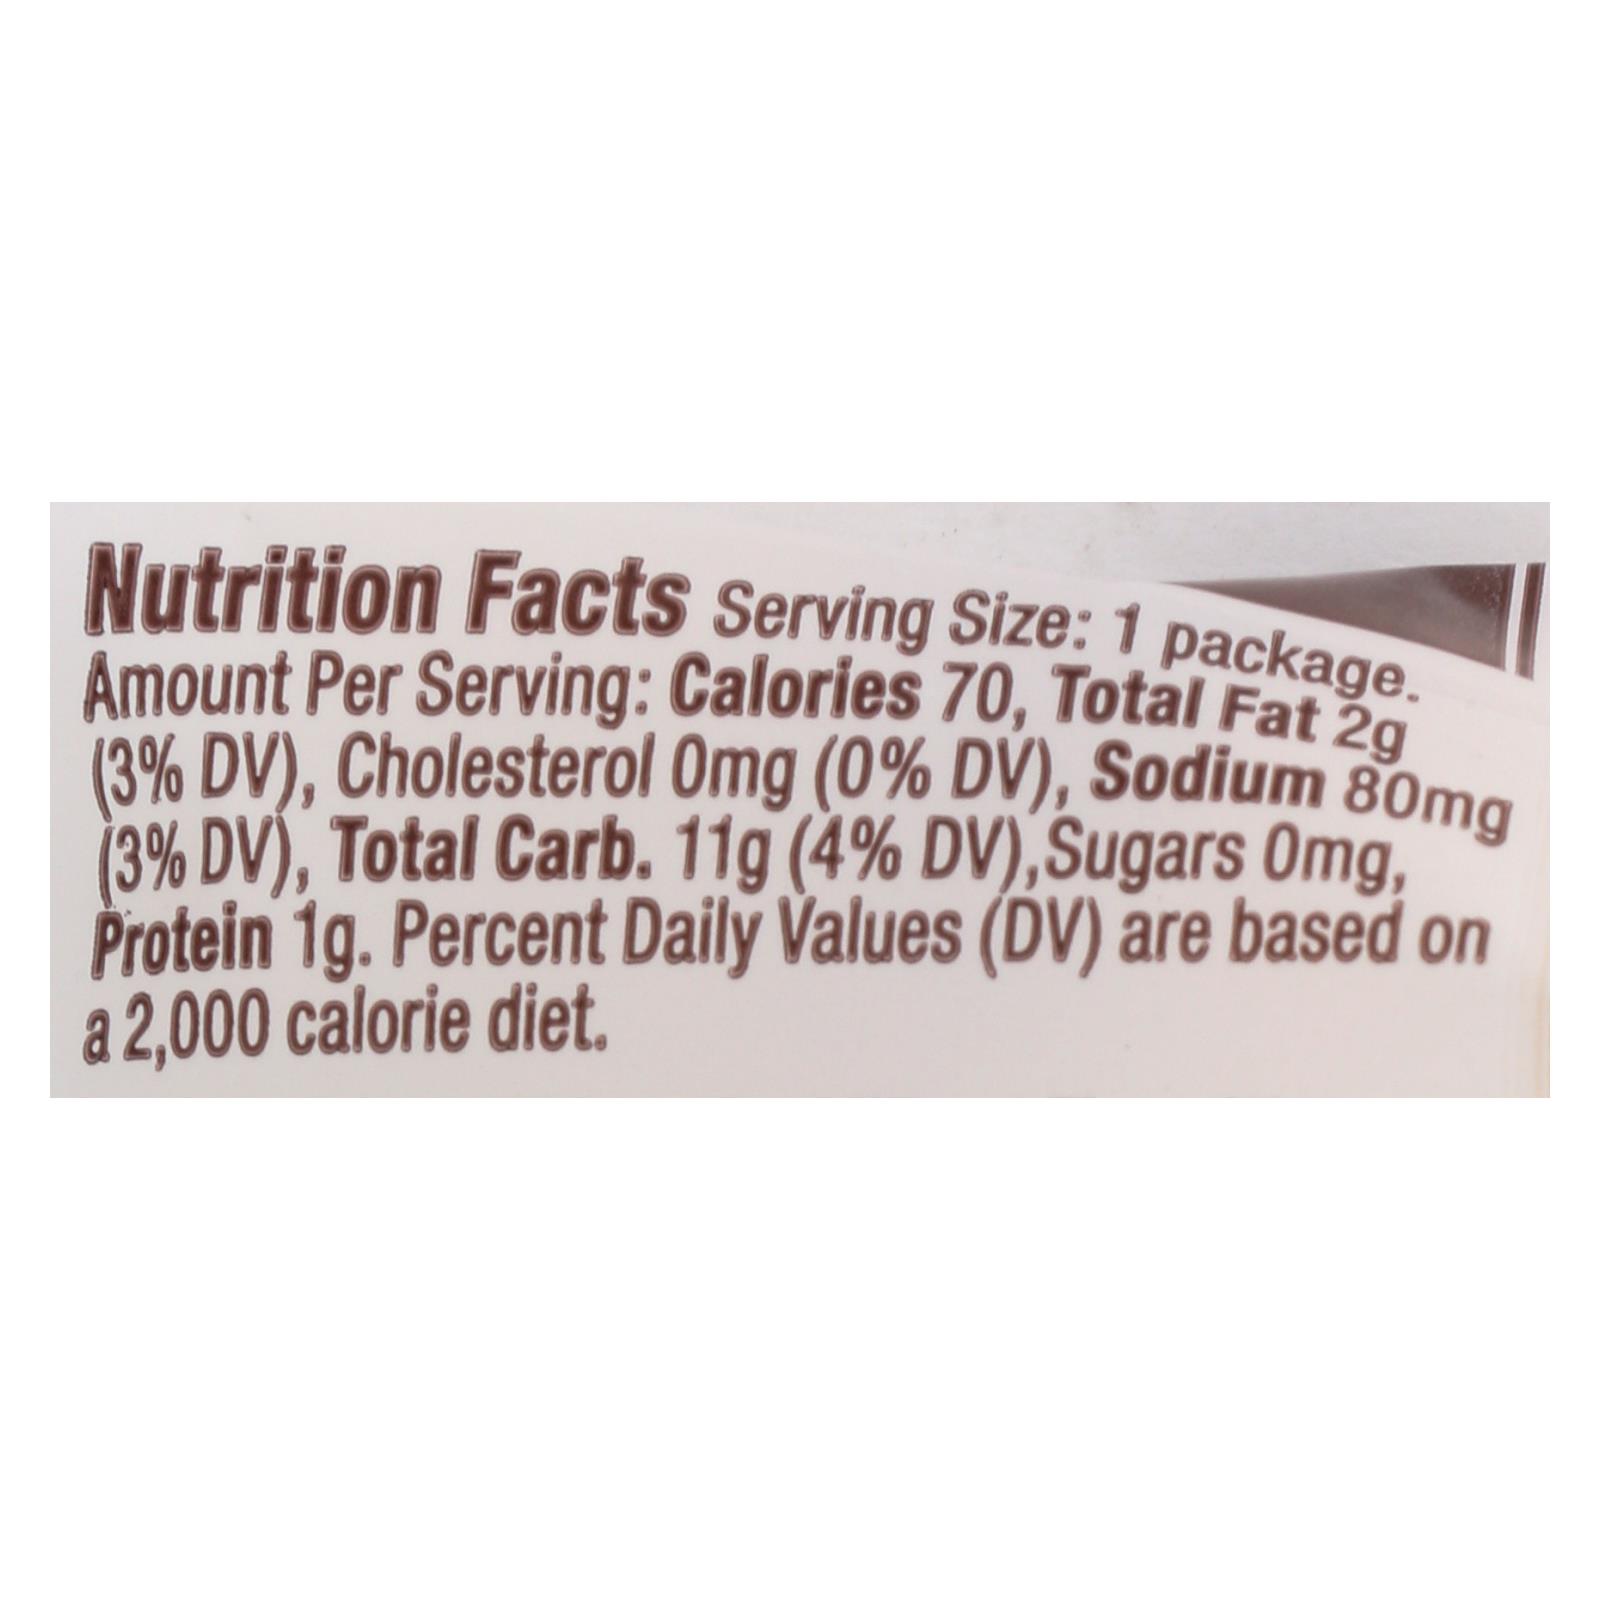 Nutrition Facts Serving Size: 1 package.
Amount Per Serving: Calories 70, Total Fat 2g
(3% DV), Cholesterol 0mg (0% DV), Sodium 80mg
(3% DV), Total Carb. 11g (4% DV),Sugars 0mg,
Protein 1g. Percent Daily Values (DV) are based on
a 2,000 calorie diet.